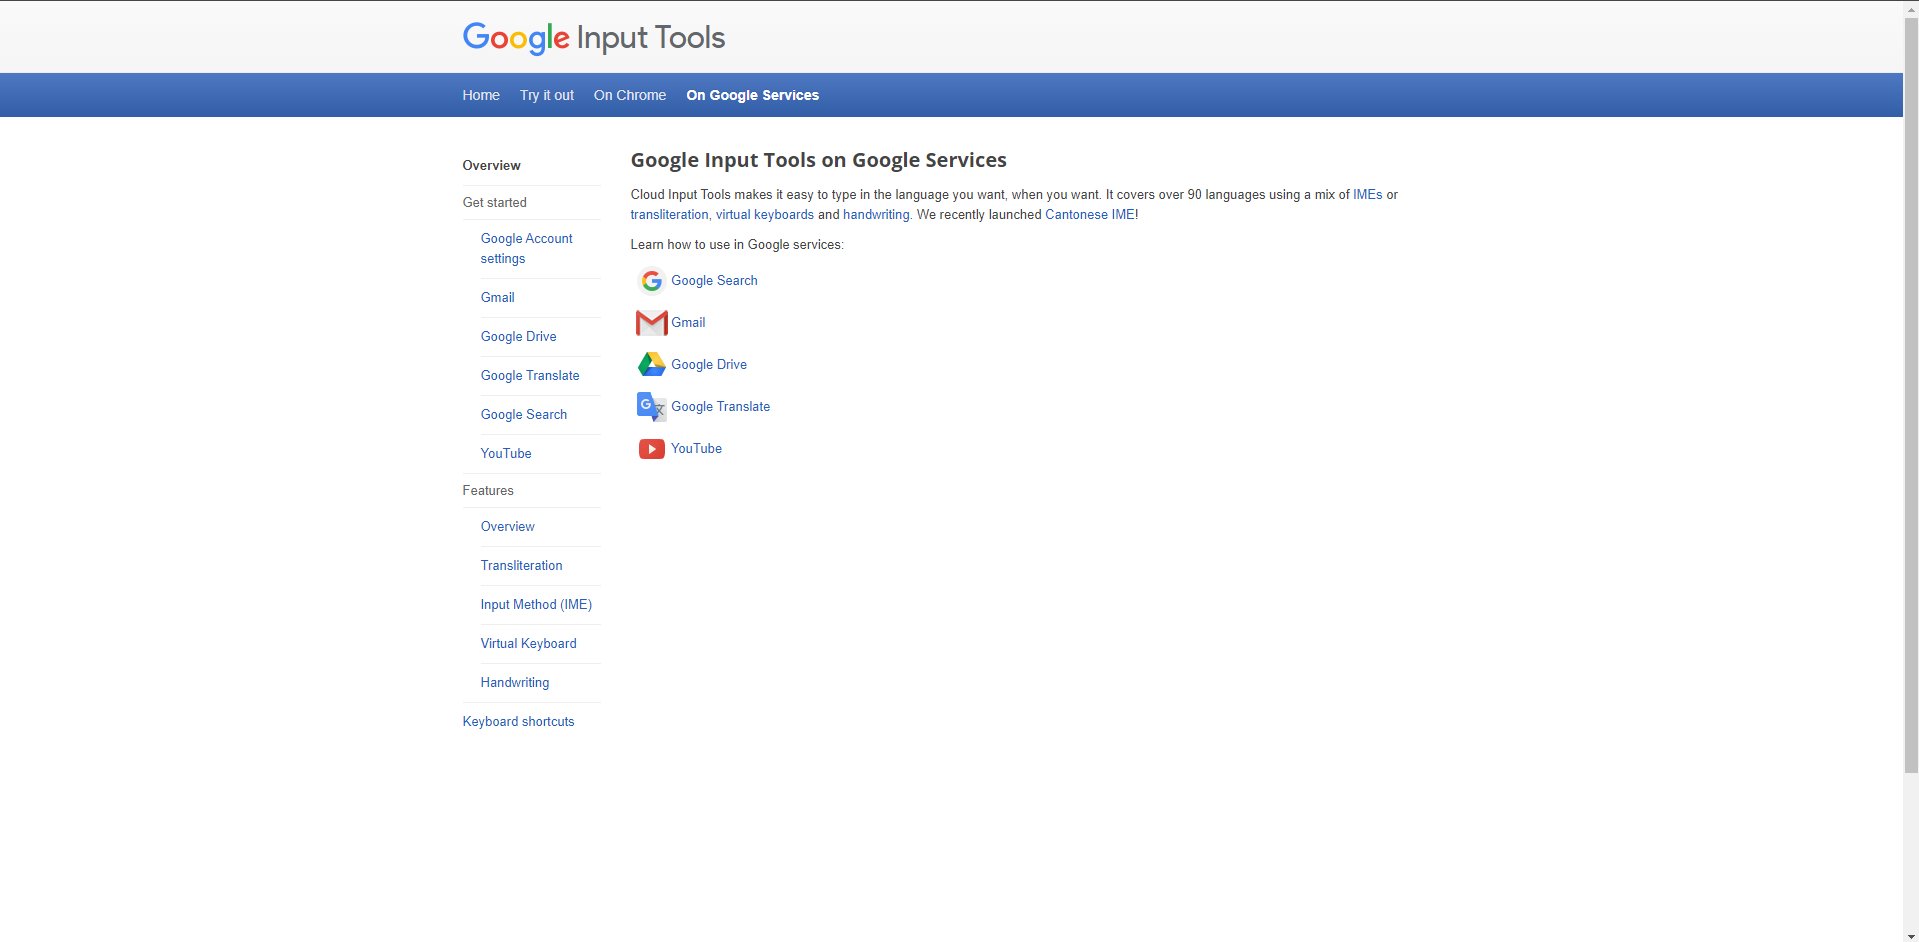 Google Input Tools
Home Try it out On Chrome On Google Services
Overview
Get started
Google Account
settings
Gmail
Google Drive
Google Translate
Google Search
YouTube
Features
Overview
Transliteration
Input Method (IME)
Virtual Keyboard
Handwriting
Keyboard shortcuts
Google Input Tools on Google Services
Cloud Input Tools makes it easy to type in the language you want, when you want. It covers over 90 languages using a mix of IMEs or
transliteration, virtual keyboards and handwriting. We recently launched Cantonese IME!
Learn how to use in Google services:
Google Search
Gmail
Google Drive
Google Translate
YouTube